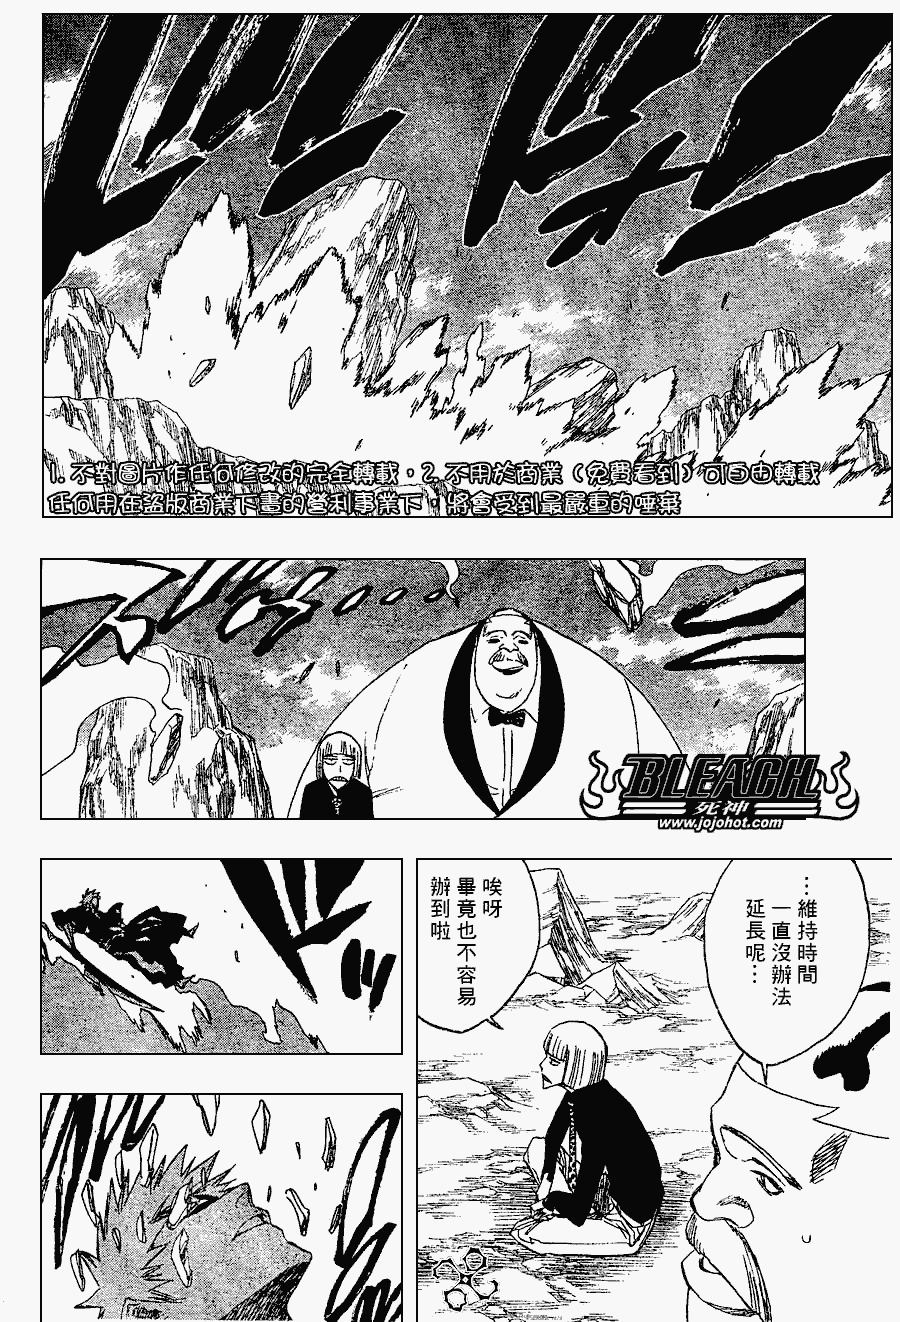 1. 不對圖片作任何修改的完全轉載，2. 不用於商業（免費看到）可自由轉載
任何用在盜版商業下畫的營利事業下，將會受到最嚴重的唾棄
BLEACH
死神
www.jojohot.com
…維持時間
一直沒辦法
延長呢…
唉呀
畢竟也不容易
辦到啦